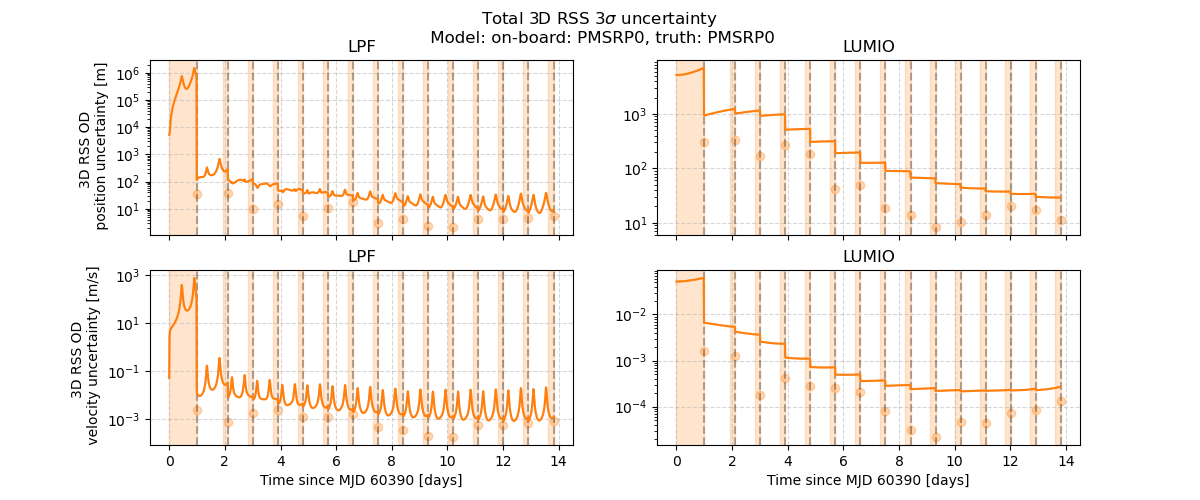 Total 3D RSS 3σ uncertainty
Model: on-board: PMSRP0, truth: PMSRP0
LPF
LUMIO
3D RSS OD
position uncertainty [m]
10^6
10^5
10^4
10^3
10^2
10^1
10^3
10^2
10^1
LPF
LUMIO
3D RSS OD
velocity uncertainty [m/s]
10^3
10^1
10^−1
10^−3
10^−2
10^−3
10^−4
0 2 4 6 8 10 12 14
0 2 4 6 8 10 12 14
Time since MJD 60390 [days]
Time since MJD 60390 [days]